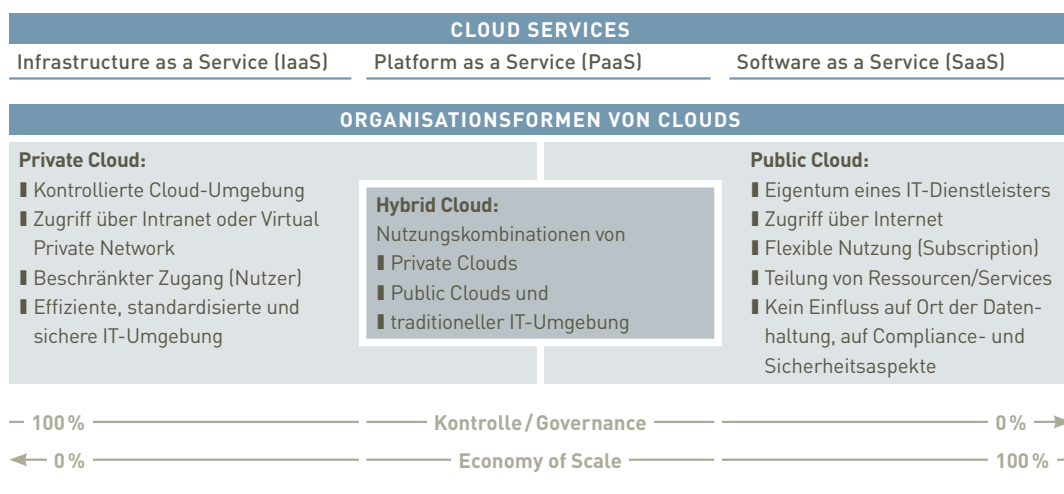 CLOUD SERVICES
Infrastructure as a Service (IaaS)
Platform as a Service (PaaS)
Software as a Service (SaaS)
ORGANISATIONSFORMEN VON CLOUDS
Private Cloud:
❚ Kontrollierte Cloud-Umgebung
❚ Zugriff über Intranet oder Virtual
Private Network
❚ Beschränkter Zugang (Nutzer)
❚ Effiziente, standardisierte und
sichere IT-Umgebung
Hybrid Cloud:
Nutzungskombinationen von
❚ Private Clouds
❚ Public Clouds und
❚ traditioneller IT-Umgebung
Public Cloud:
❚ Eigentum eines IT-Dienstleisters
❚ Zugriff über Internet
❚ Flexible Nutzung (Subscription)
❚ Teilung von Ressourcen/Services
❚ Kein Einfluss auf Ort der Daten-
haltung, auf Compliance- und
Sicherheitsaspekte
100 % Kontrolle / Governance 0 %
0 % Economy of Scale 100 %